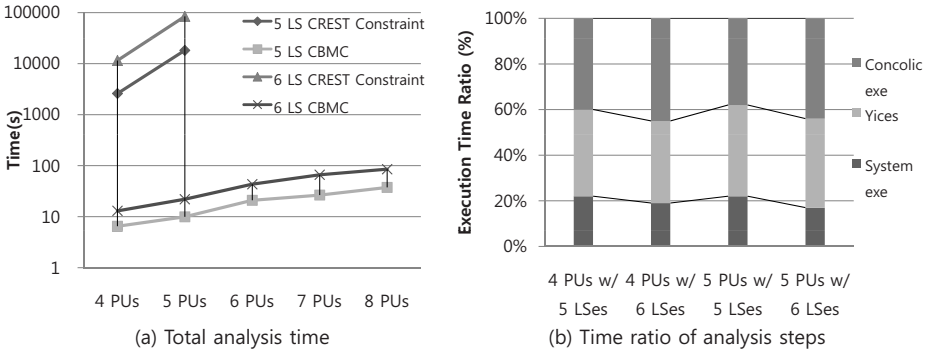 100000
10000
1000
100
10
1
Time(s)
5 LS CREST Constraint
5 LS CBMC
6 LS CREST Constraint
6 LS CBMC
4 PUs 5 PUs 6 PUs 7 PUs 8 PUs
(a) Total analysis time
100%
80%
60%
40%
20%
0%
Execution Time Ratio (%)
Concolic
exe
Yices
System
exe
4 PUs w/ 4 PUs w/ 5 PUs w/ 5 PUs w/
5 LSes 6 LSes 5 LSes 6 LSes
(b) Time ratio of analysis steps